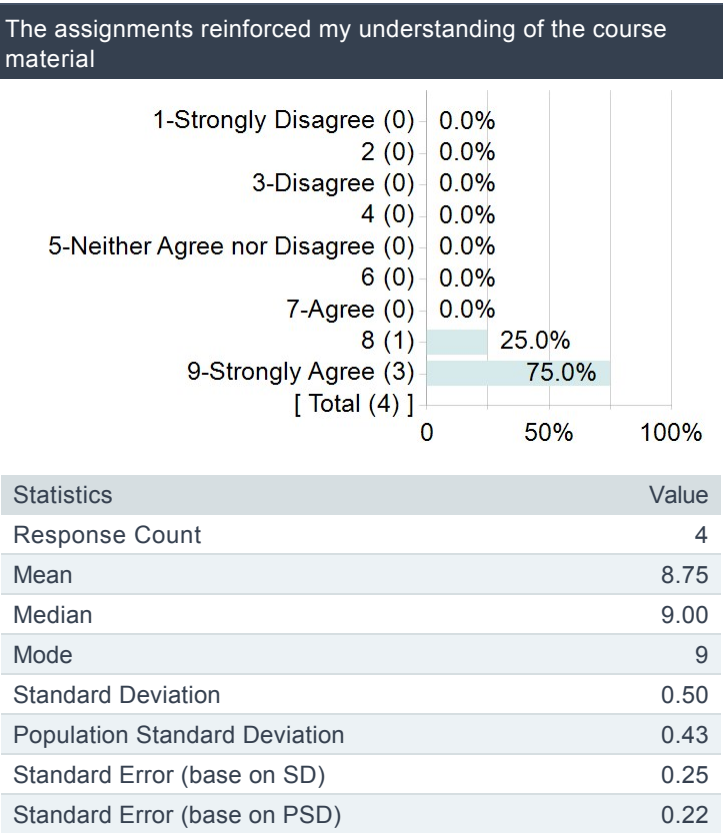 The assignments reinforced my understanding of the course
material
1-Strongly Disagree (0) 0.0%
2 (0) 0.0%
3-Disagree (0) 0.0%
4 (0) 0.0%
5-Neither Agree nor Disagree (0) 0.0%
6 (0) 0.0%
7-Agree (0) 0.0%
8 (1) 25.0%
9-Strongly Agree (3) 75.0%
[ Total (4) ]
0 50% 100%
Statistics Value
Response Count 4
Mean 8.75
Median 9.00
Mode 9
Standard Deviation 0.50
Population Standard Deviation 0.43
Standard Error (base on SD) 0.25
Standard Error (base on PSD) 0.22